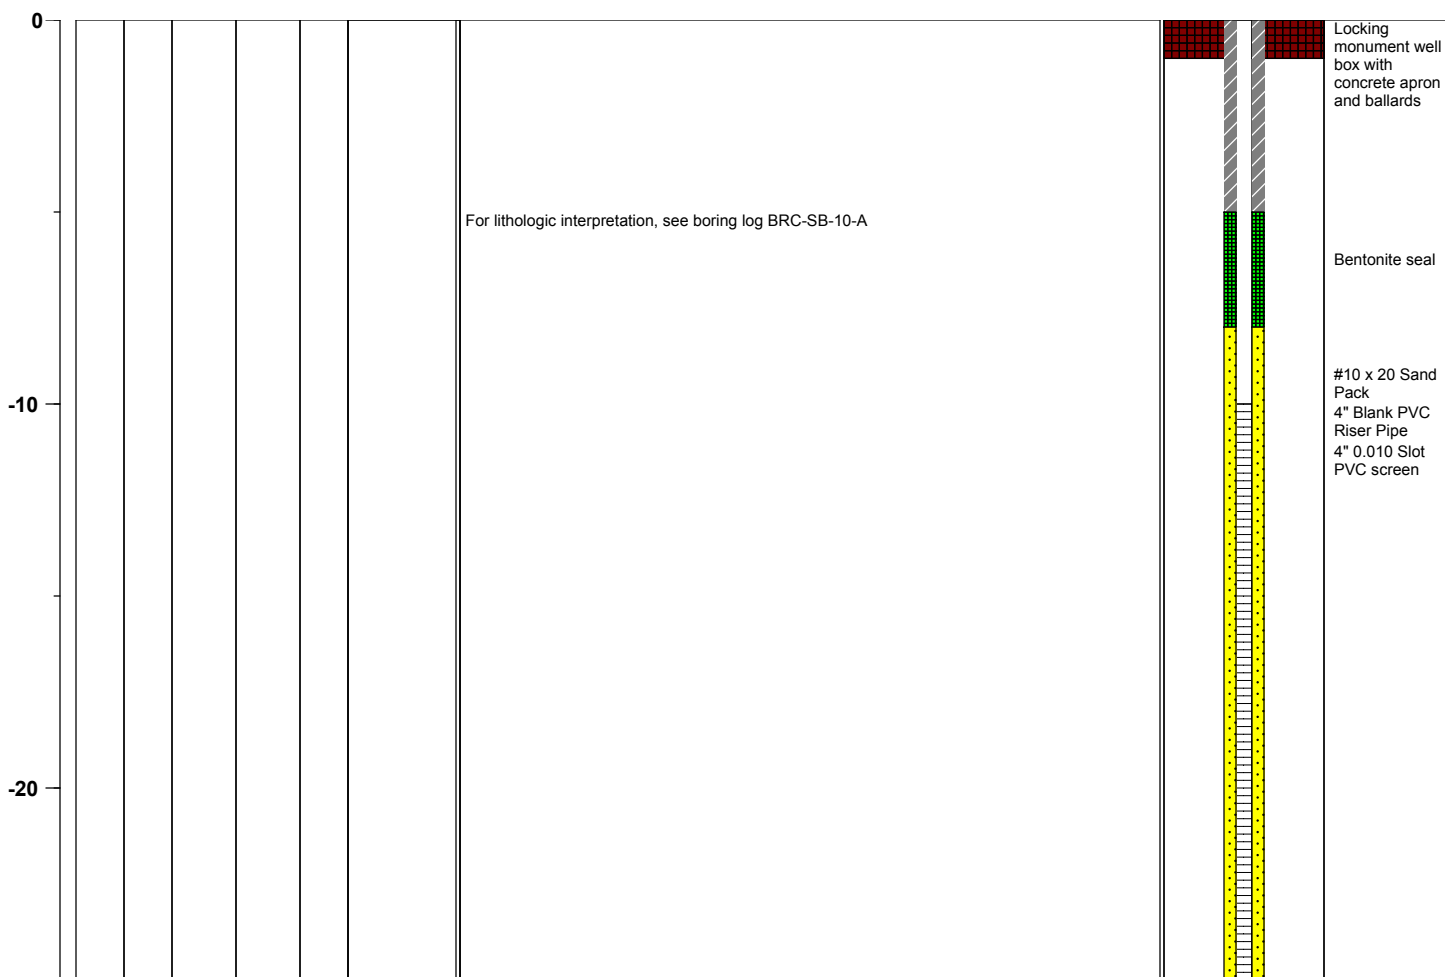 0
Locking
monument well
box with
concrete apron
and ballards
For lithologic interpretation, see boring log BRC-SB-10-A
Bentonite seal
#10 x 20 Sand
Pack
-10
4" Blank PVC
Riser Pipe
4" 0.010 Slot
PVC screen
-20